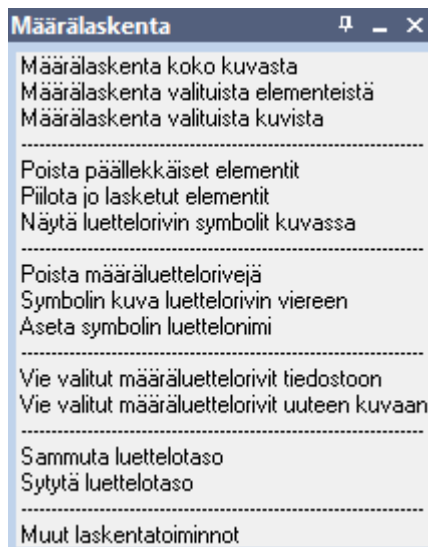 Määrälaskenta
Määrälaskenta koko kuvasta
Määrälaskenta valituista elementeistä
Määrälaskenta valituista kuvista
Poista päällekkäiset elementit
Piilota jo lasketut elementit
Näytä luettelorivin symbolit kuvassa
Poista määräluettelorivejä
Symbolin kuva luettelorivin viereen
Aseta symbolin luettelonimi
Vie valitut määräluettelorivit tiedostoon
Vie valitut määräluettelorivit uuteen kuvaan
Sammuta luettelotaso
Sytytä luettelotaso
Muut laskentatoiminnot